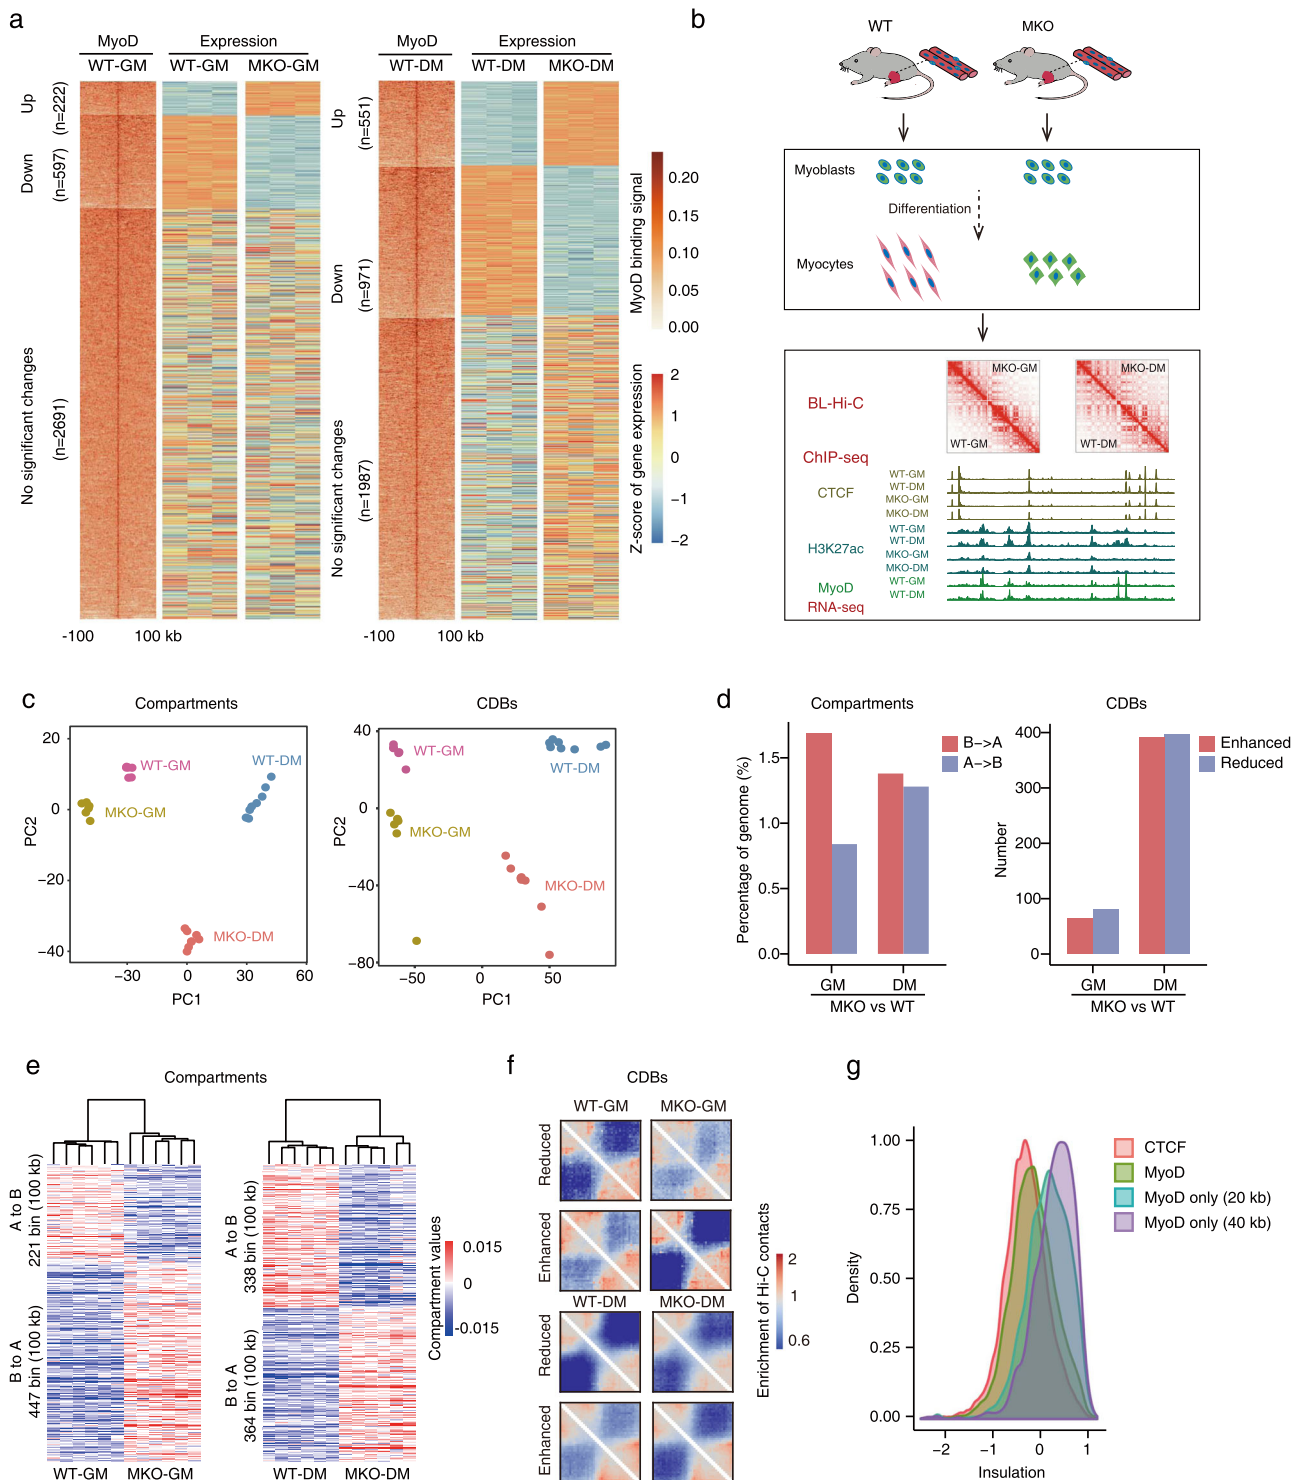 a
MyoD
Expression
MyoD
Expression
WT-GM
WT-GM
MKO-GM
WT-DM
WT-DM
MKO-DM
Up
(n=222)
Down
(n=597)
No significant changes
(n=2691)
Up
(n=551)
Down
(n=971)
No significant changes
(n=1987)
-100
100 kb
-100
100 kb
MyoD binding signal
0.20
0.15
0.10
0.05
0.00
Z-score of gene expression
2
1
0
−1
−2
b
WT
MKO
Myoblasts
Differentiation
Myocytes
BL-Hi-C
MKO-GM
WT-GM
MKO-DM
WT-DM
ChIP-seq
CTCF
WT-GM
WT-DM
MKO-GM
MKO-DM
H3K27ac
WT-GM
WT-DM
MKO-GM
MKO-DM
MyoD
WT-GM
WT-DM
RNA-seq
c
Compartments
PC2
20
0
−20
−40
WT-GM
WT-DM
MKO-GM
MKO-DM
−30
0
30
60
PC1
CDBs
PC2
40
0
−40
−80
WT-GM
WT-DM
MKO-GM
MKO-DM
−50
0
50
PC1
d
Compartments
Percentage of genome (%)
1.5
1.0
0.5
0.0
B−>A
A−>B
GM
DM
MKO vs WT
CDBs
Number
400
300
200
100
0
Enhanced
Reduced
GM
DM
MKO vs WT
e
Compartments
A to B
221 bin (100 kb)
B to A
447 bin (100 kb)
WT-GM
MKO-GM
A to B
338 bin (100 kb)
B to A
364 bin (100 kb)
WT-DM
MKO-DM
Compartment values
0.015
0
-0.015
f
CDBs
WT-GM
MKO-GM
Reduced
Enhanced
WT-DM
MKO-DM
Reduced
Enhanced
Enrichment of Hi-C contacts
2
1
0.6
g
Density
1.00
0.75
0.50
0.25
0.00
−2
−1
0
1
Insulation
CTCF
MyoD
MyoD only (20 kb)
MyoD only (40 kb)